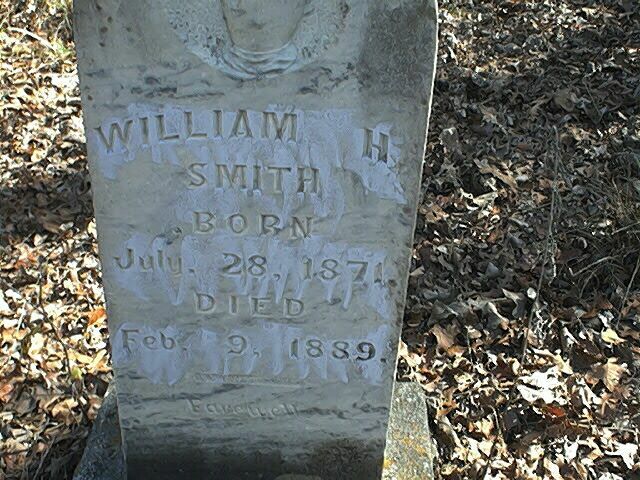 WILLIAM H.
SMITH
BORN
July. 28, 1871.
DIED
Feb. 9, 1889.
Farewell